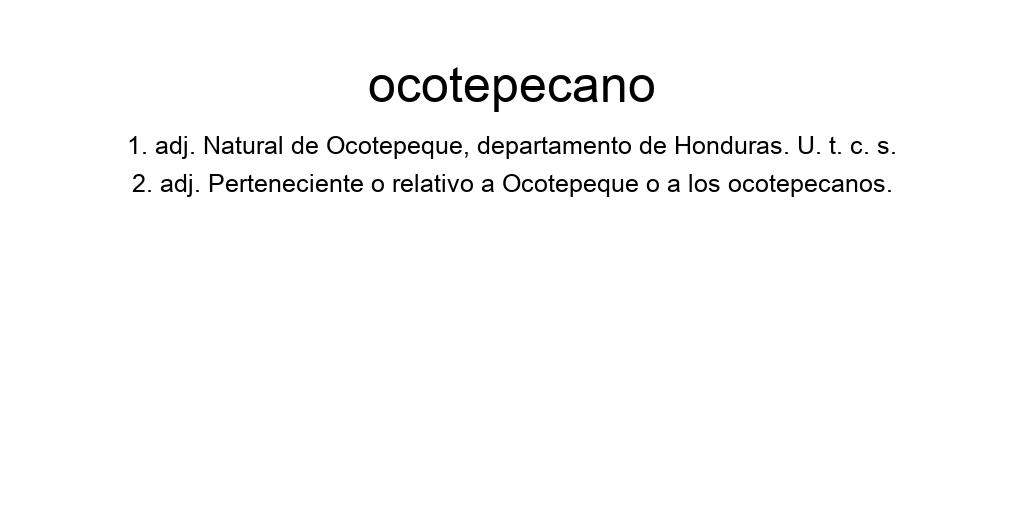 ocotepecano
1. adj. Natural de Ocotepeque, departamento de Honduras. U. t. c. s.
2. adj. Perteneciente o relativo a Ocotepeque o a los ocotepecanos.